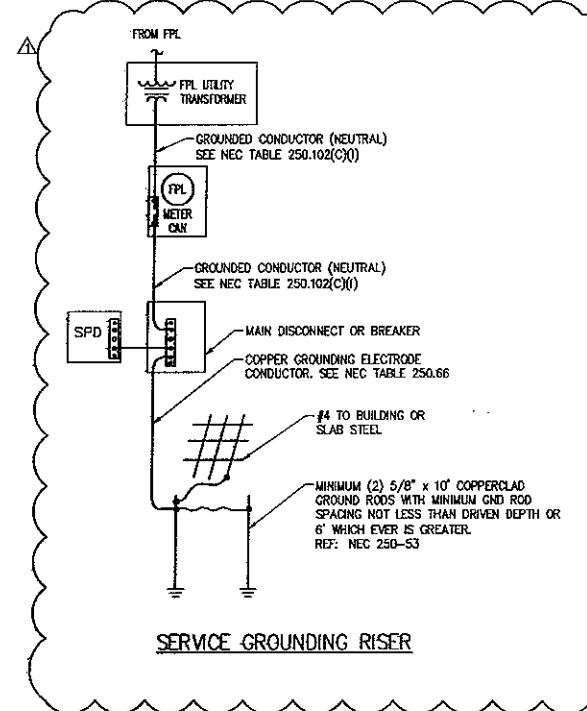 1
FROM FPL
FPL UTILITY
TRANSFORMER
GROUNDED CONDUCTOR (NEUTRAL)
SEE NEC TABLE 250.102(C)(1)
FPL
METER
CAN
GROUNDED CONDUCTOR (NEUTRAL)
SEE NEC TABLE 250.102(C)(1)
SPD
MAIN DISCONNECT OR BREAKER
COPPER GROUNDING ELECTRODE
CONDUCTOR. SEE NEC TABLE 250.66
#4 TO BUILDING OR
SLAB STEEL
MINIMUM (2) 5/8" x 10' COPPERCLAD
GROUND RODS WITH MINIMUM GND ROD
SPACING NOT LESS THAN DRIVEN DEPTH OR
6' WHICH EVER IS GREATER.
REF: NEC 250-53
SERVICE GROUNDING RISER